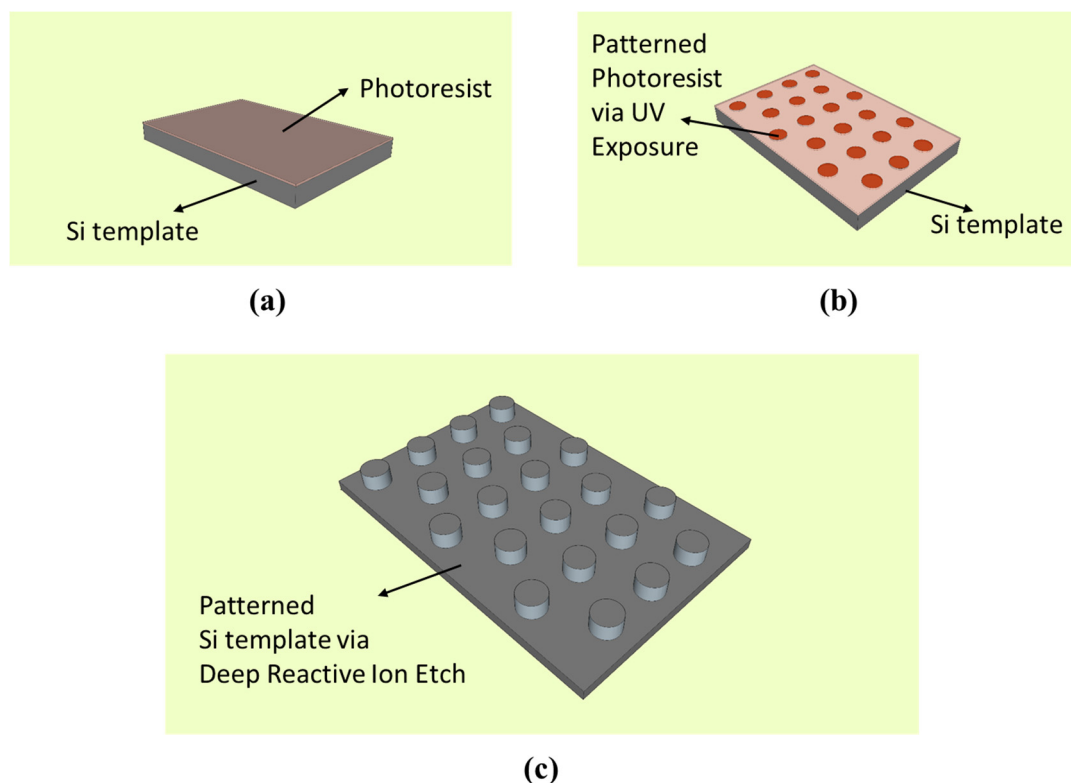 Photoresist
Si template
(a)
Patterned
Photoresist
via UV
Exposure
Si template
(b)
Patterned
Si template via
Deep Reactive Ion Etch
(c)